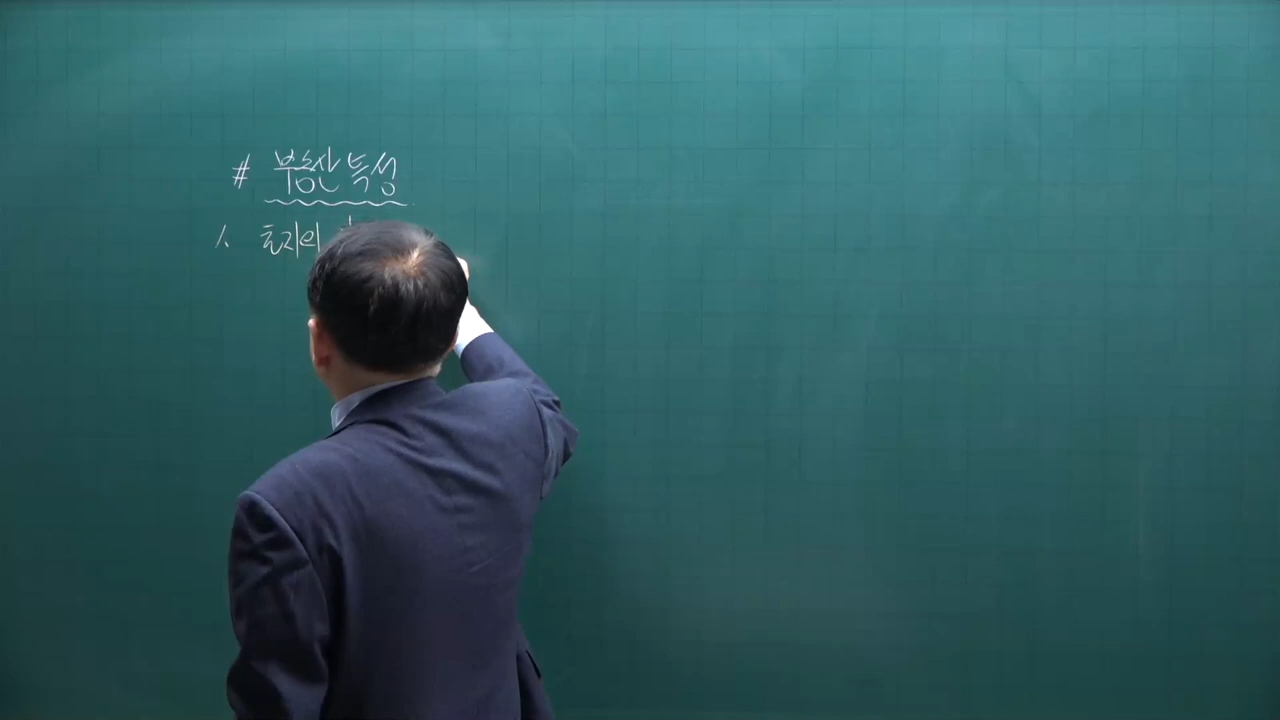 # 부동산 특성
1. 토지의